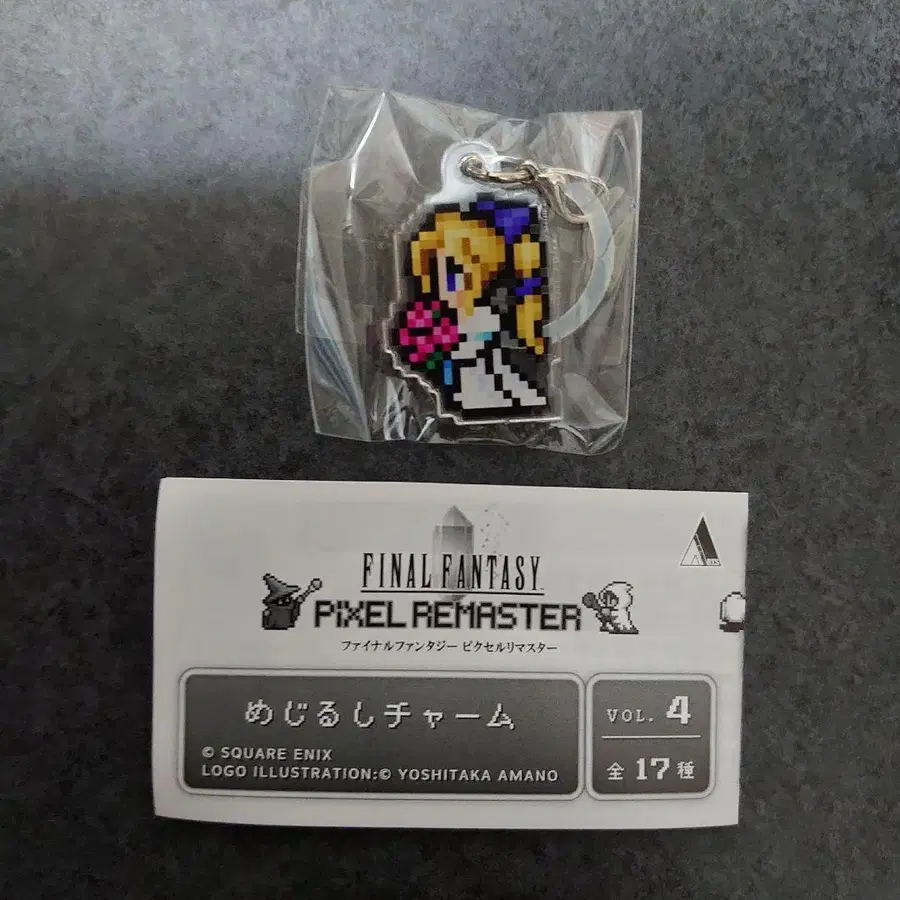 FINAL FANTASY
PIXEL REMASTER
ファイナルファンタジー ピクセルリマスター
めじるしチャーム
© SQUARE ENIX
LOGO ILLUSTRATION:© YOSHITAKA AMANO
VOL. 4
全17種